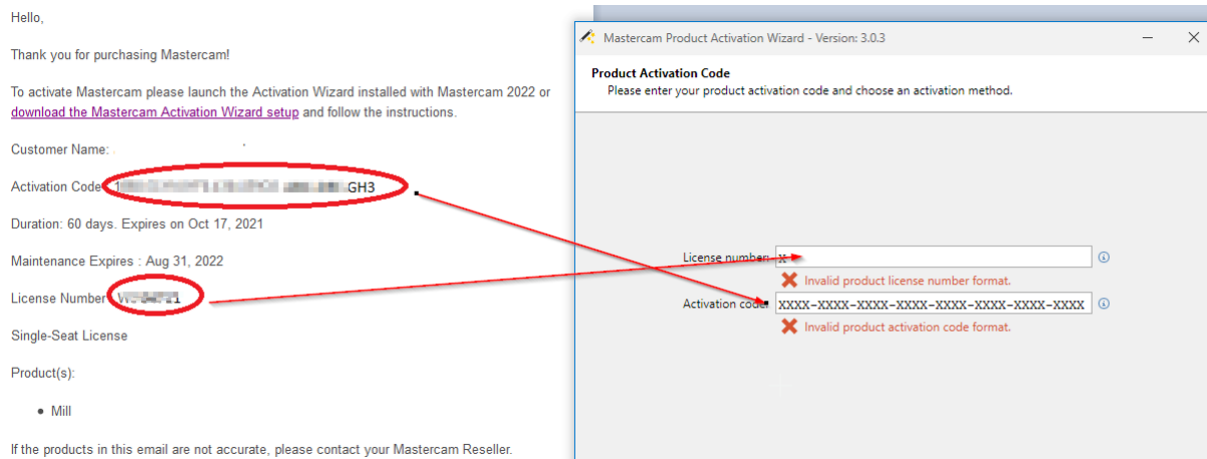 Hello,
Thank you for purchasing Mastercam!
To activate Mastercam please launch the Activation Wizard installed with Mastercam 2022 or
download the Mastercam Activation Wizard setup and follow the instructions.
Customer Name:
Activation Code
GH3
Duration: 60 days. Expires on Oct 17, 2021
Maintenance Expires : Aug 31, 2022
License Number
Single-Seat License
Product(s):
• Mill
If the products in this email are not accurate, please contact your Mastercam Reseller.
Mastercam Product Activation Wizard - Version: 3.0.3
Product Activation Code
Please enter your product activation code and choose an activation method.
License number: x
Invalid product license number format.
Activation code: XXXX-XXXX-XXXX-XXXX-XXXX-XXXX-XXXX-XXXX
Invalid product activation code format.